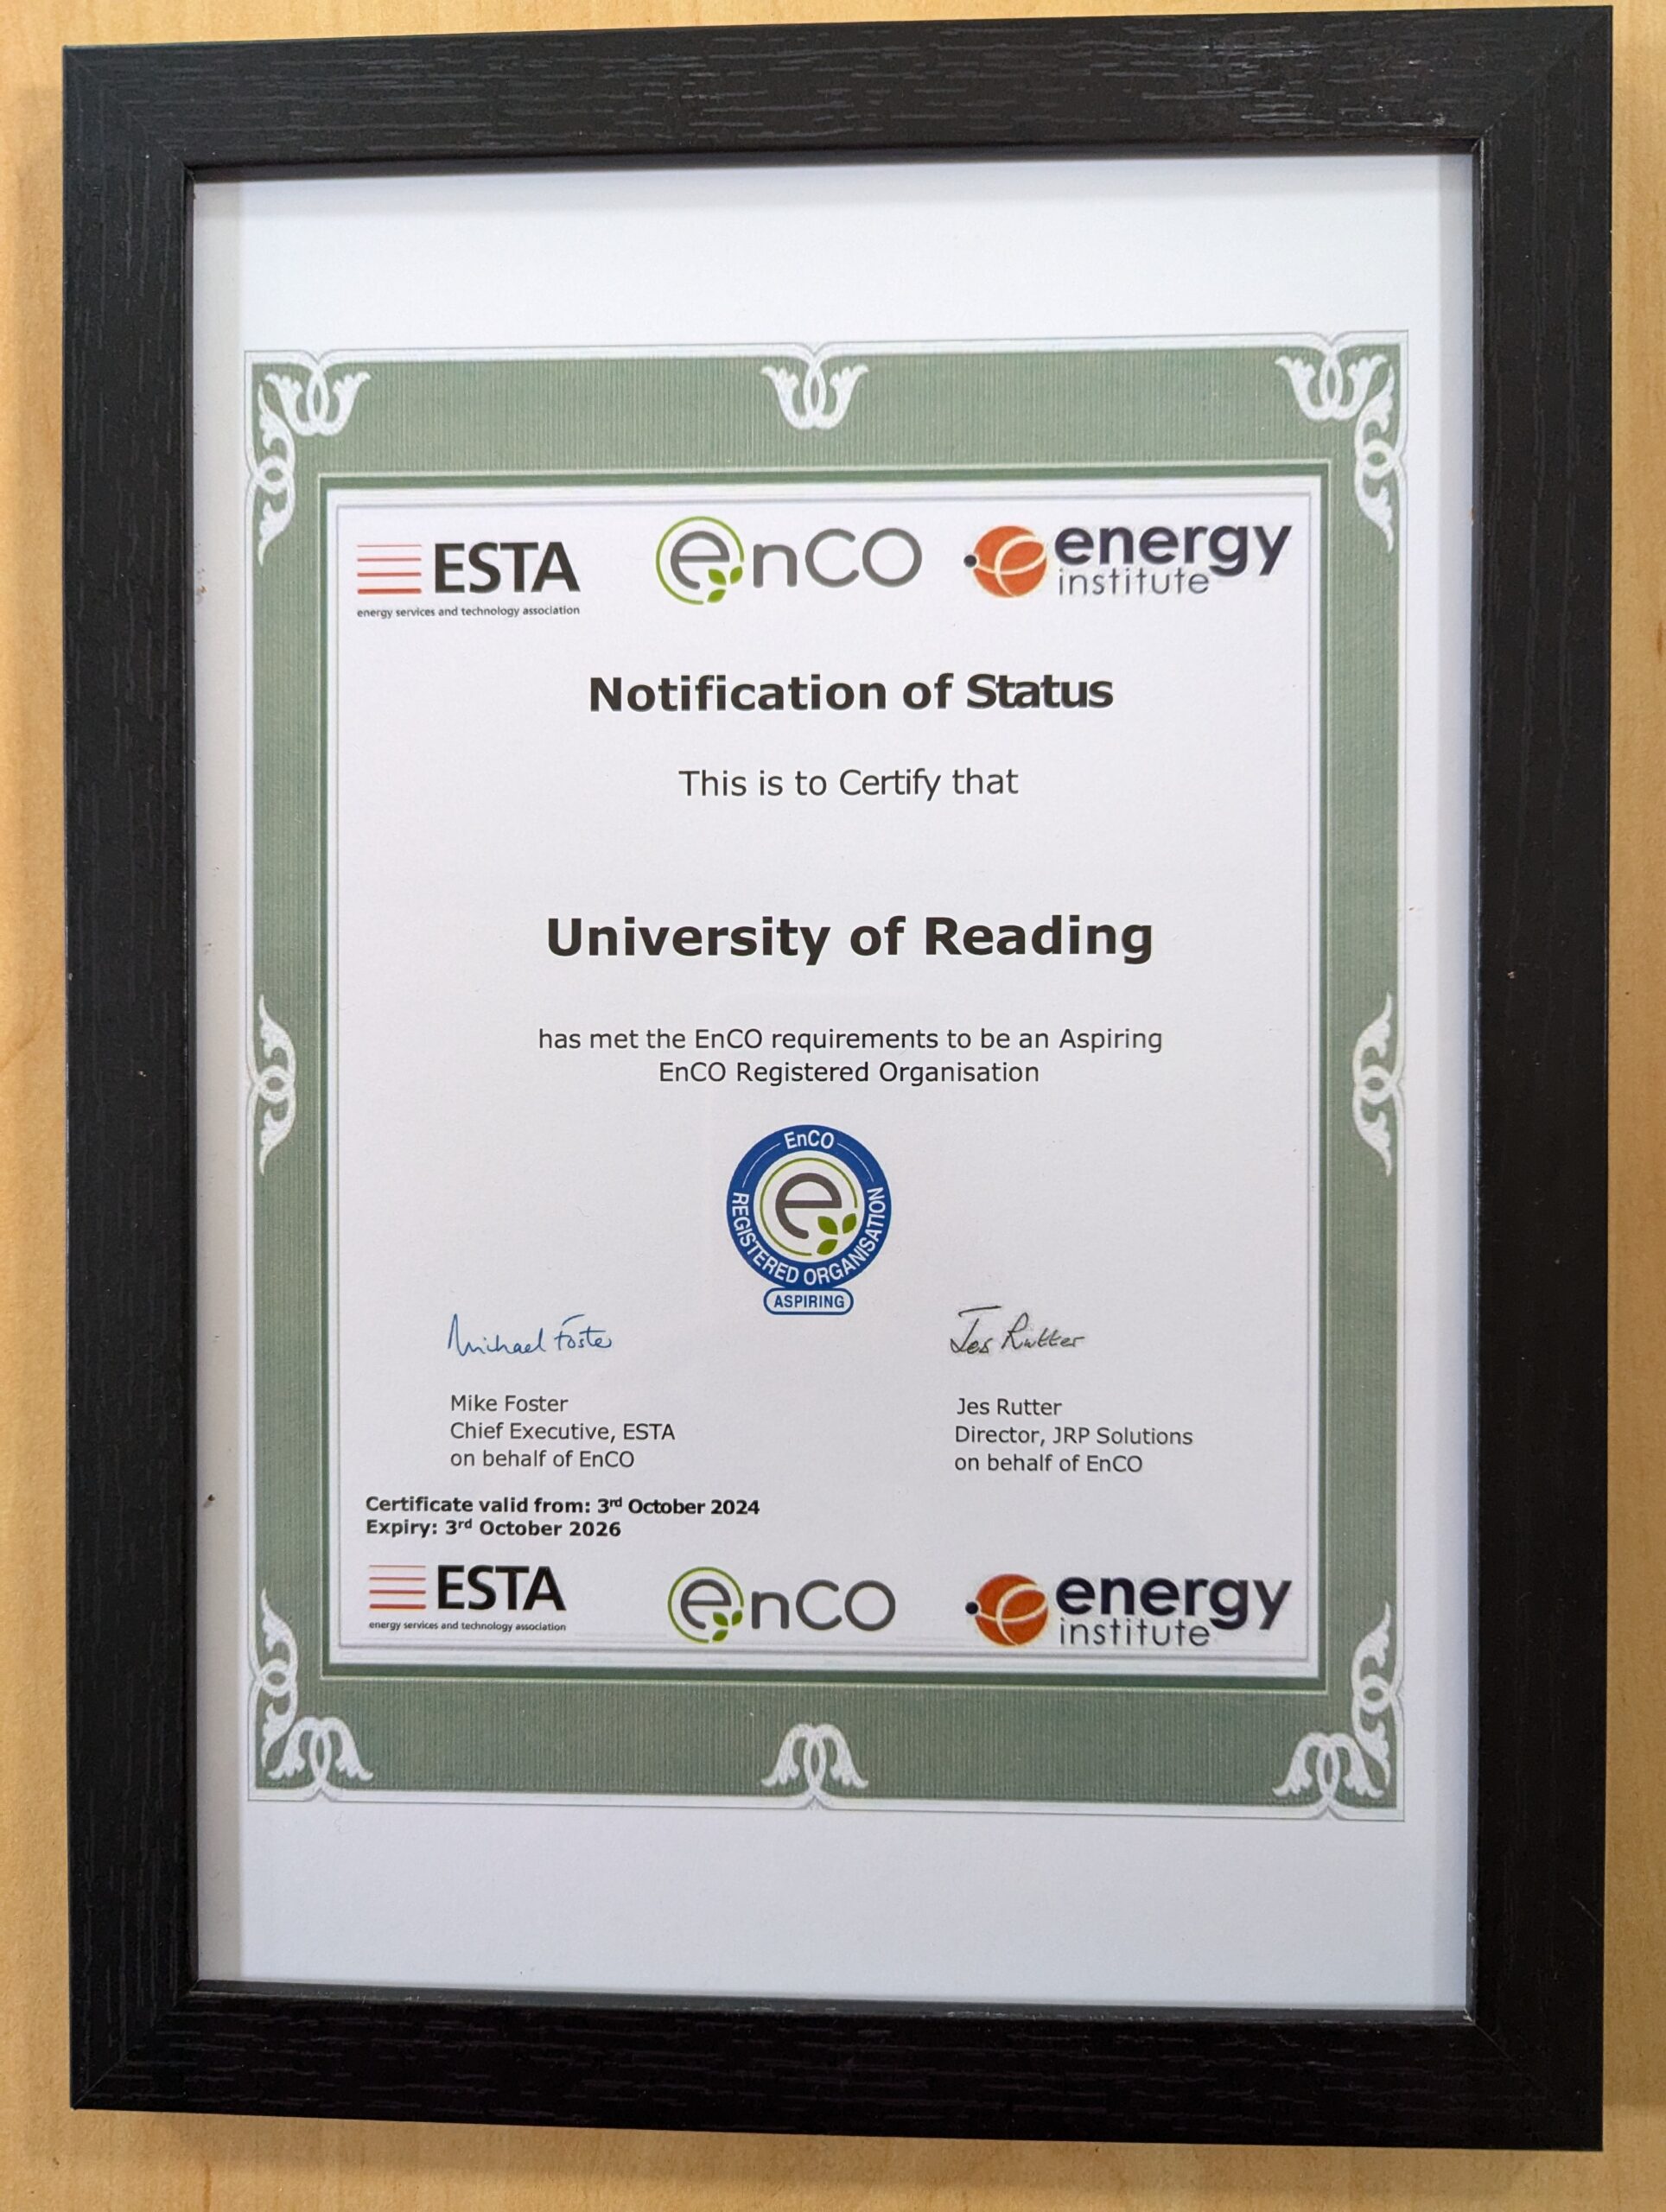 ESTA
energy services and technology association
enCO
energy
institute
Notification of Status
This is to Certify that
University of Reading
has met the EnCO requirements to be an Aspiring
EnCO Registered Organisation
EnCO
e
REGISTERED ORGANISATION
ASPIRING
Michael Foster
Jes Rutter
Mike Foster
Chief Executive, ESTA
on behalf of EnCO
Jes Rutter
Director, JRP Solutions
on behalf of EnCO
Certificate valid from: 3rd October 2024
Expiry: 3rd October 2026
ESTA
energy services and technology association
enCO
energy
institute